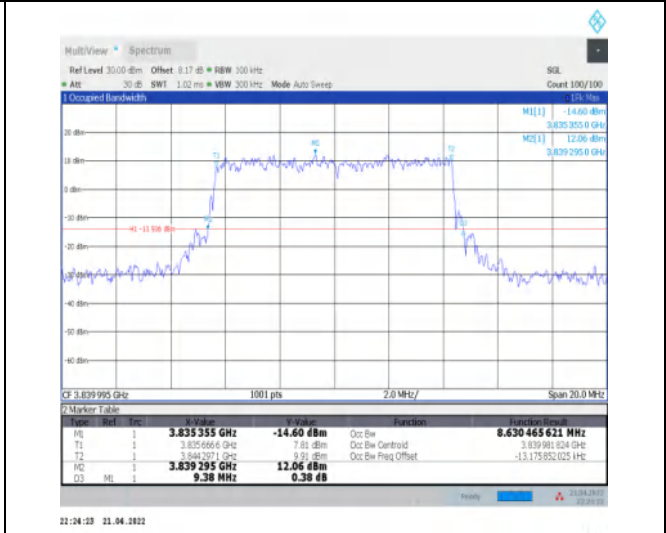 MultiView Spectrum
Ref Level 30.00 dBm Offset 8.17 dB RBW 300 kHz SGL
Att 30 dB SWT 1.02 ms VBW 300 kHz Mode Auto Sweep Count 100/100
1 Occupied Bandwidth 1Pk Max
M1[1] -14.60 dBm
3.835 355 0 GHz
M2[1] 12.06 dBm
3.839 295 0 GHz
20 dBm
10 dBm
0 dBm
-10 dBm
-20 dBm
-30 dBm
-40 dBm
-50 dBm
-60 dBm
T2
M2
CF 3.839 995 GHz 1001 pts 2.0 MHz/ Span 20.0 MHz
2 Marker Table
Type Ref Trc X-Value Y-Value Function Function Result
M1 1 3.835 355 GHz -14.60 dBm Occ Bw 8.630 465 621 MHz
T1 1 3.8356666 GHz 7.81 dBm Occ Bw Centroid 3.839 981 824 GHz
T2 1 3.8442971 GHz 9.91 dBm Occ Bw Freq Offset -13.175 852 025 kHz
M2 1 3.839 295 GHz 12.06 dBm
D3 M1 1 9.38 MHz 0.38 dB
Ready 21.04.2022
22:24:23 21.04.2022